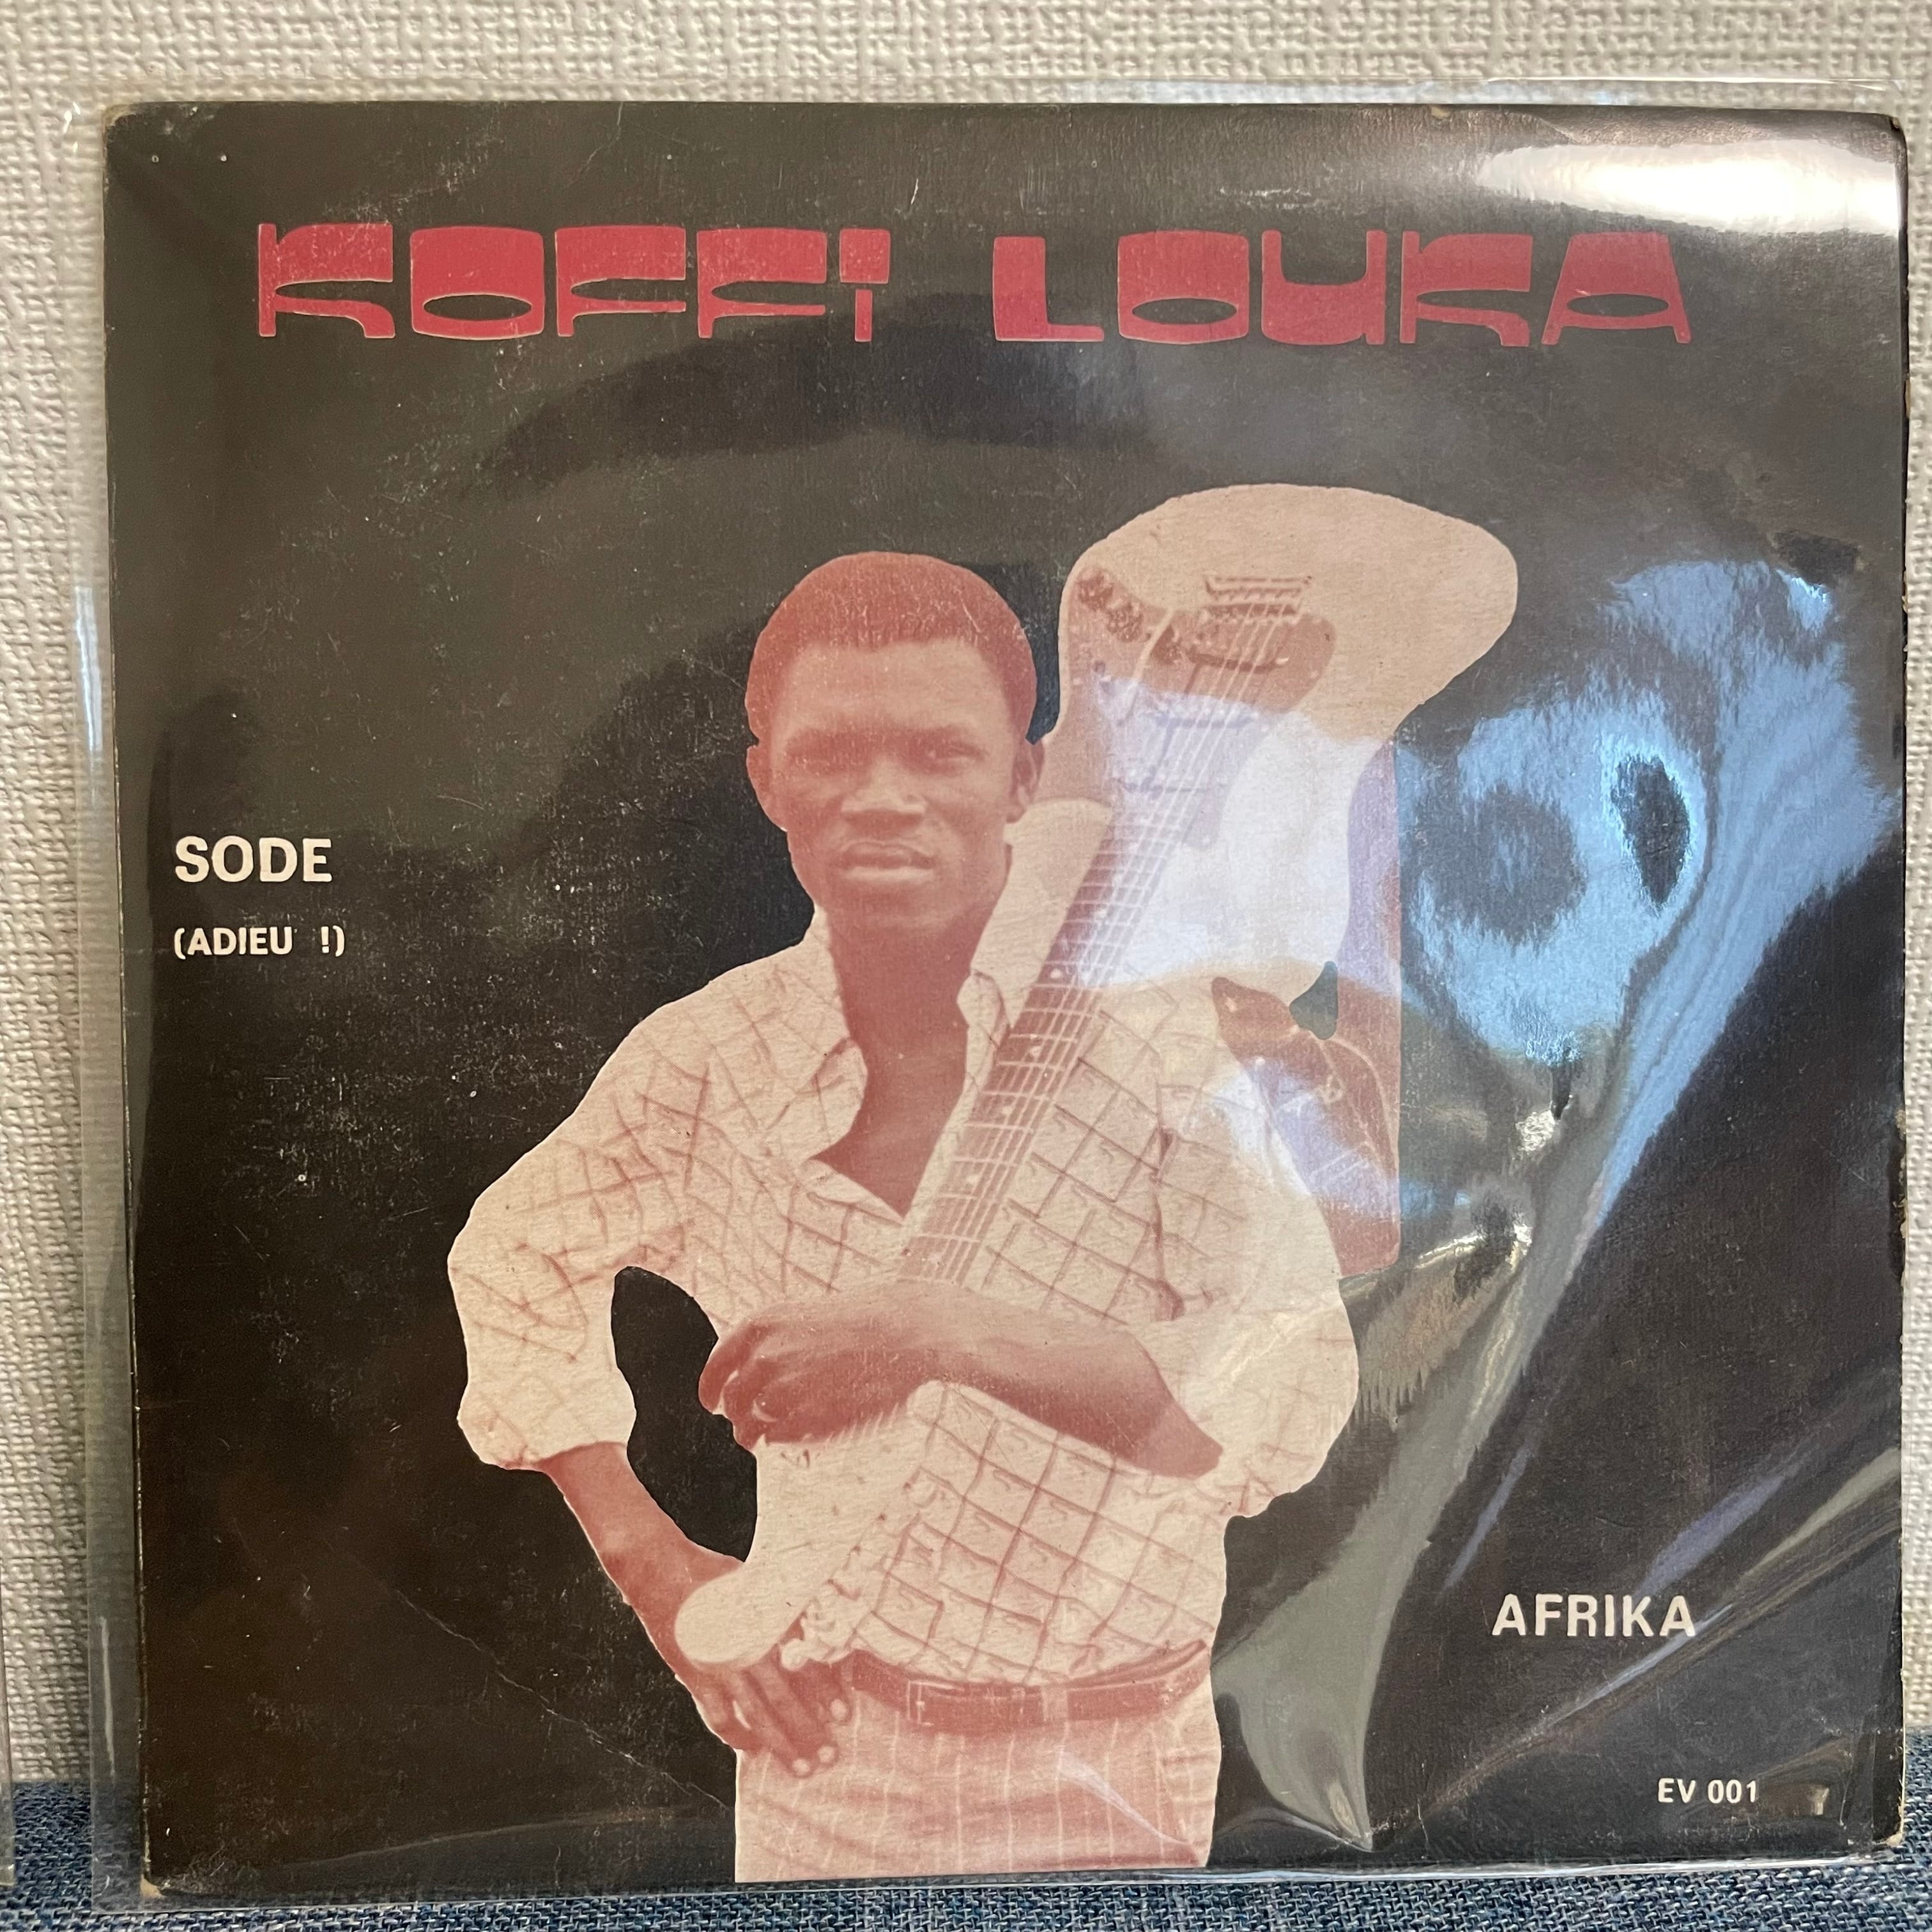 KOFFi LOUKA
SODE
(ADIEU !)
AFRIKA
EV 001